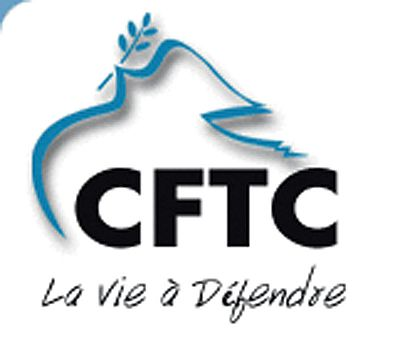 CFTC
La vie à Défendre